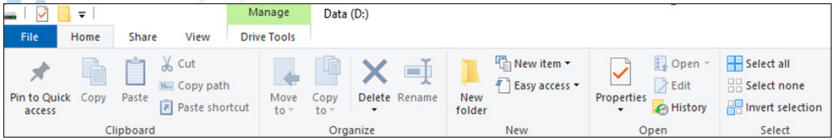 Manage Data (D:)
File Home Share View Drive Tools
Pin to Quick access
Copy
Paste
Cut
Copy path
Paste shortcut
Clipboard
Move to
Copy to
Delete
Rename
Organize
New folder
New item
Easy access
New
Properties
Open
Edit
History
Open
Select all
Select none
Invert selection
Select